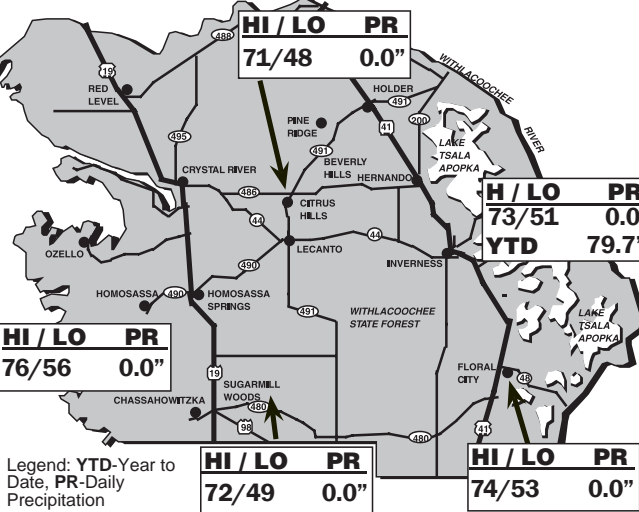 HI / LO PR
71/48 0.0"
488
19
RED
LEVEL
HOLDER
491
WITHLACOOCHEE
RIVER
PINE
RIDGE
41
200
495
491
LAKE
TSALA
APOPKA
BEVERLY
HILLS
CRYSTAL RIVER
HERNANDO
486
CITRUS
HILLS
H / LO PR
73/51 0.0
YTD 79.7"
44
44
OZELLO
LECANTO
INVERNESS
490
HOMOSASSA
490
HOMOSASSA
SPRINGS
491
WITHLACOOCHEE
STATE FOREST
LAKE
TSALA
APOPKA
HI / LO PR
76/56 0.0"
19
FLORAL
CITY
48
SUGARMILL
WOODS
CHASSAHOWITZKA
480
98
480
41
HI / LO PR
72/49 0.0"
HI / LO PR
74/53 0.0"
Legend: YTD-Year to
Date, PR-Daily
Precipitation